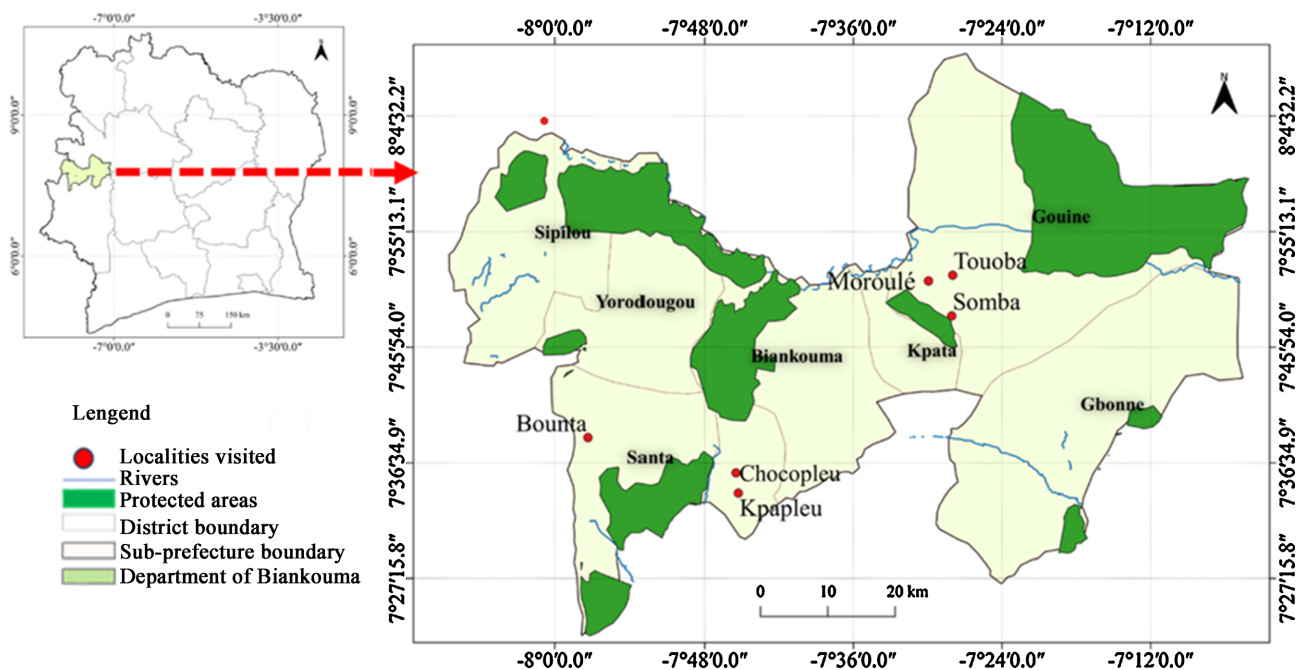 -7°0'0.0"
-3°30'0.0"
9°0'0.0"
9°0'0.0"
6°0'0.0"
6°0'0.0"
N
0 75 150 km
-7°0'0.0"
-3°30'0.0"
Lengend
Localities visited
Rivers
Protected areas
District boundary
Sub-prefecture boundary
Department of Biankouma
-8°0'0.0"
-7°48'0.0"
-7°36'0.0"
-7°24'0.0"
-7°12'0.0"
8°4'32.2"
8°4'32.2"
7°55'13.1"
7°55'13.1"
7°45'54.0"
7°45'54.0"
7°36'34.9"
7°36'34.9"
7°27'15.8"
7°27'15.8"
N
Gouine
Sipilou
Touoba
Moroulé
Yorodougou
Somba
Kpata
Biankouma
Gbonne
Bounta
Santa
Chocopleu
Kpapleu
0 10 20 km
-8°0'0.0"
-7°48'0.0"
-7°36'0.0"
-7°24'0.0"
-7°12'0.0"